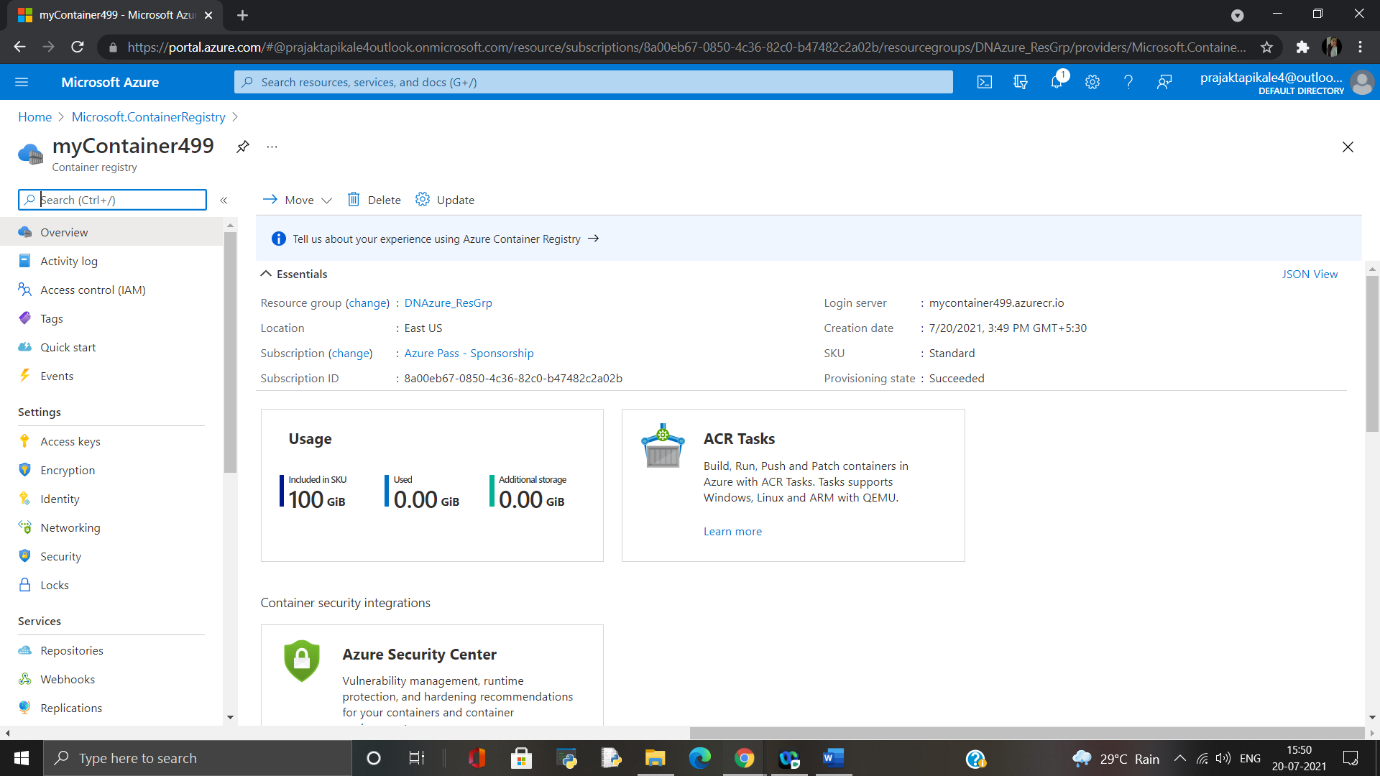 myContainer499 - Microsoft Azu
https://portal.azure.com/#@prajaktapikale4outlook.onmicrosoft.com/resource/subscriptions/8a00eb67-0850-4c36-82c0-b47482c2a02b/resourcegroups/DNAzure_ResGrp/providers/Microsoft.Containe...
Microsoft Azure
Search resources, services, and docs (G+/)
1
prajaktapikale4@outloo...
DEFAULT DIRECTORY
Home > Microsoft.ContainerRegistry >
myContainer499
Container registry
Search (Ctrl+/)
Overview
Activity log
Access control (IAM)
Tags
Quick start
Events
Settings
Access keys
Encryption
Identity
Networking
Security
Locks
Services
Repositories
Webhooks
Replications
Move
Delete
Update
Tell us about your experience using Azure Container Registry →
Essentials
JSON View
Resource group (change) : DNAzure_ResGrp
Location : East US
Subscription (change) : Azure Pass - Sponsorship
Subscription ID : 8a00eb67-0850-4c36-82c0-b47482c2a02b
Login server : mycontainer499.azurecr.io
Creation date : 7/20/2021, 3:49 PM GMT+5:30
SKU : Standard
Provisioning state : Succeeded
Usage
Included in SKU
100 GiB
Used
0.00 GiB
Additional storage
0.00 GiB
ACR Tasks
Build, Run, Push and Patch containers in
Azure with ACR Tasks. Tasks supports
Windows, Linux and ARM with QEMU.
Learn more
Container security integrations
Azure Security Center
Vulnerability management, runtime
protection, and hardening recommendations
for your containers and container
Type here to search
29°C Rain
ENG
15:50
20-07-2021